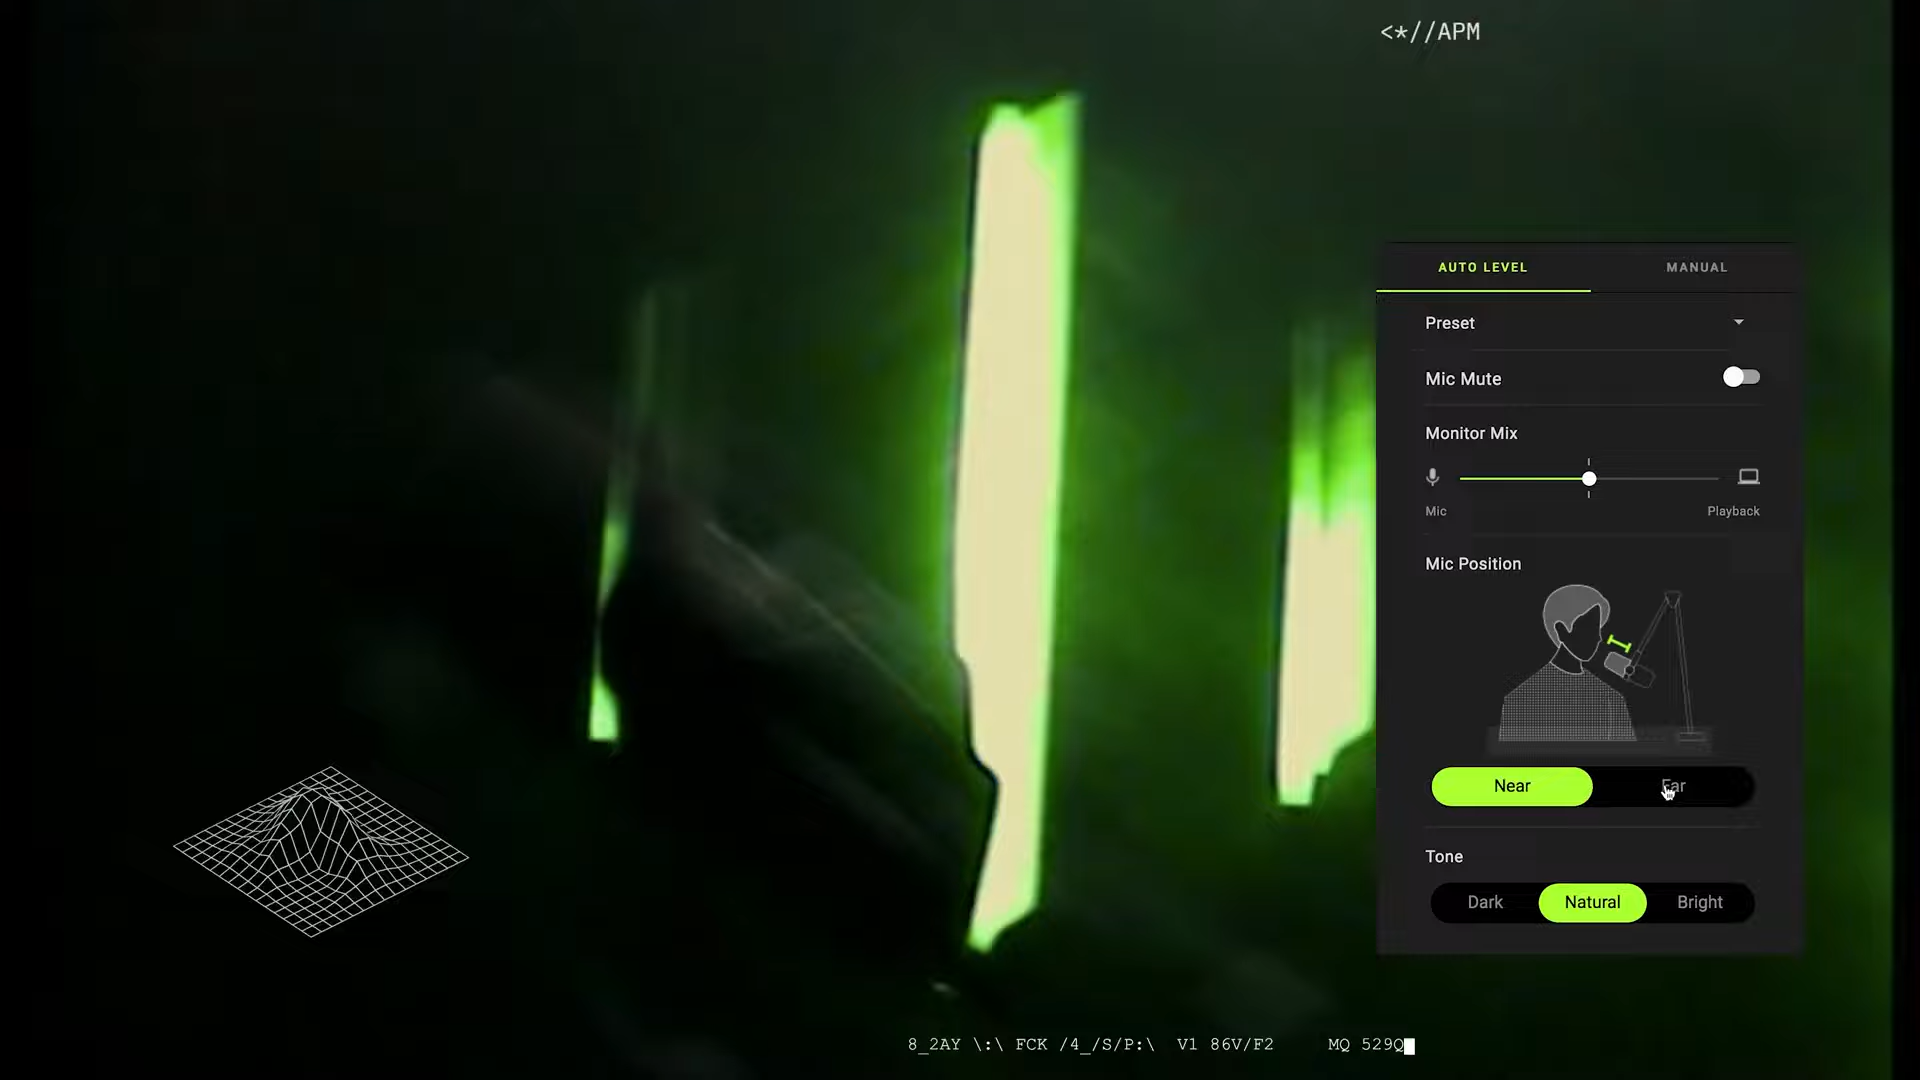 <*//APM
AUTO LEVEL MANUAL
Preset
Mic Mute
Monitor Mix
Mic Playback
Mic Position
Near Far
Tone
Dark Natural Bright
8_2AY \:\ FCK /4_/S/P:\ V1 86V/F2 MQ 529Q